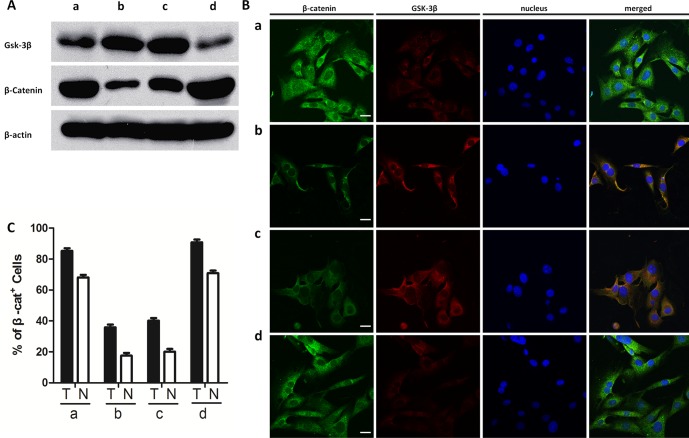 A
a b c d
Gsk-3β
β-Catenin
β-actin
B
β-catenin GSK-3β nucleus merged
a
b
c
d
C
% of β-cat+ Cells
100
80
60
40
20
0
T N T N T N T N
a b c d